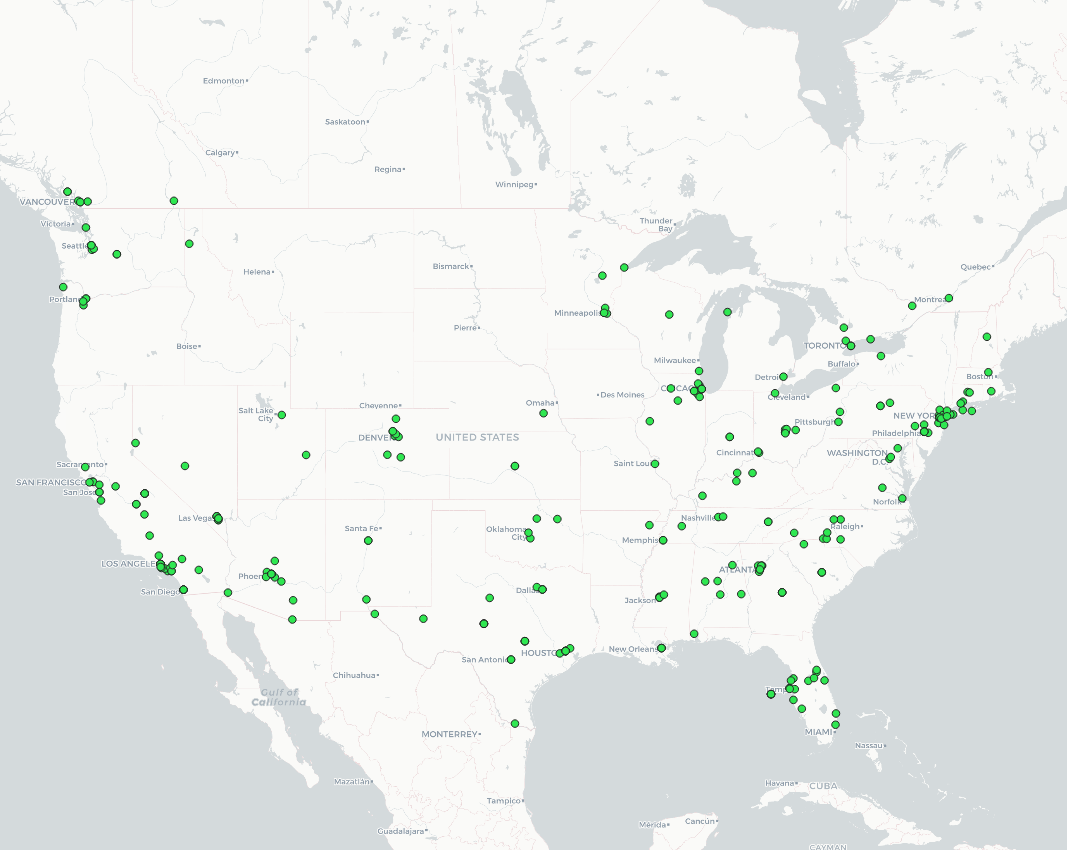 Edmonton
Saskatoon
Calgary
Regina
Winnipeg
VANCOUVER
Victoria
Thunder
Bay
Seattle
Quebec
Bismarck
Helena
Montreal
Portland
Minneapolis
Pierre
Boise
TORONTO
Milwaukee
Buffalo
Boston
Detroit
CHICAGO
Cleveland
Des Moines
Omaha
Cheyenne
Salt Lake
City
NEW YORK
Pittsburgh
Philadelphia
DENVER
UNITED STATES
Cincinnati
WASHINGTON
D.C.
Sacramento
Saint Louis
SAN FRANCISCO
San Jose
Norfolk
Las Vegas
Nashville
Raleigh
Santa Fe
Oklahoma
City
Memphis
LOS ANGELES
ATLANTA
Phoenix
San Diego
Dallas
Jackson
New Orleans
HOUSTON
San Antonio
Chihuahua
Gulf of
California
Tampa
MONTERREY
MIAMI
Nassau
Mazatlán
Havana
CUBA
Tampico
Mérida
Cancún
Guadalajara
CAYMAN